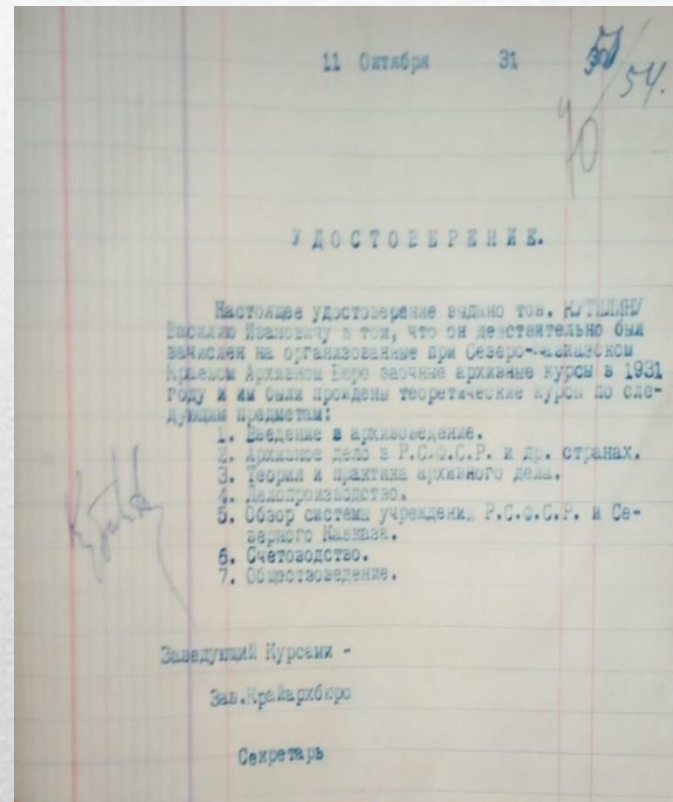 11 Октября 31
54.
УДОСТОВЕРЕНИЕ.
Настоящее удостоверение выдано тов. КУТИЛИНУ
Василию Ивановичу в том, что он действительно был
зачислен на организованные при Северо-Кавказском
Краевом Архивном Бюро заочные архивные курсы в 1931
году и им были пройдены теоретические курсы по сле-
дующим предметам:
1. Введение в архивоведение.
2. Архивное дело в Р.С.Ф.С.Р. и др. странах.
3. Теория и практика архивного дела.
4. Делопроизводство.
5. Обзор системы учреждений Р.С.Ф.С.Р. и Се-
верного Кавказа.
6. Счетоводство.
7. Обществоведение.
Заведующий Курсами -
Зав.Крайархбюро
Секретарь